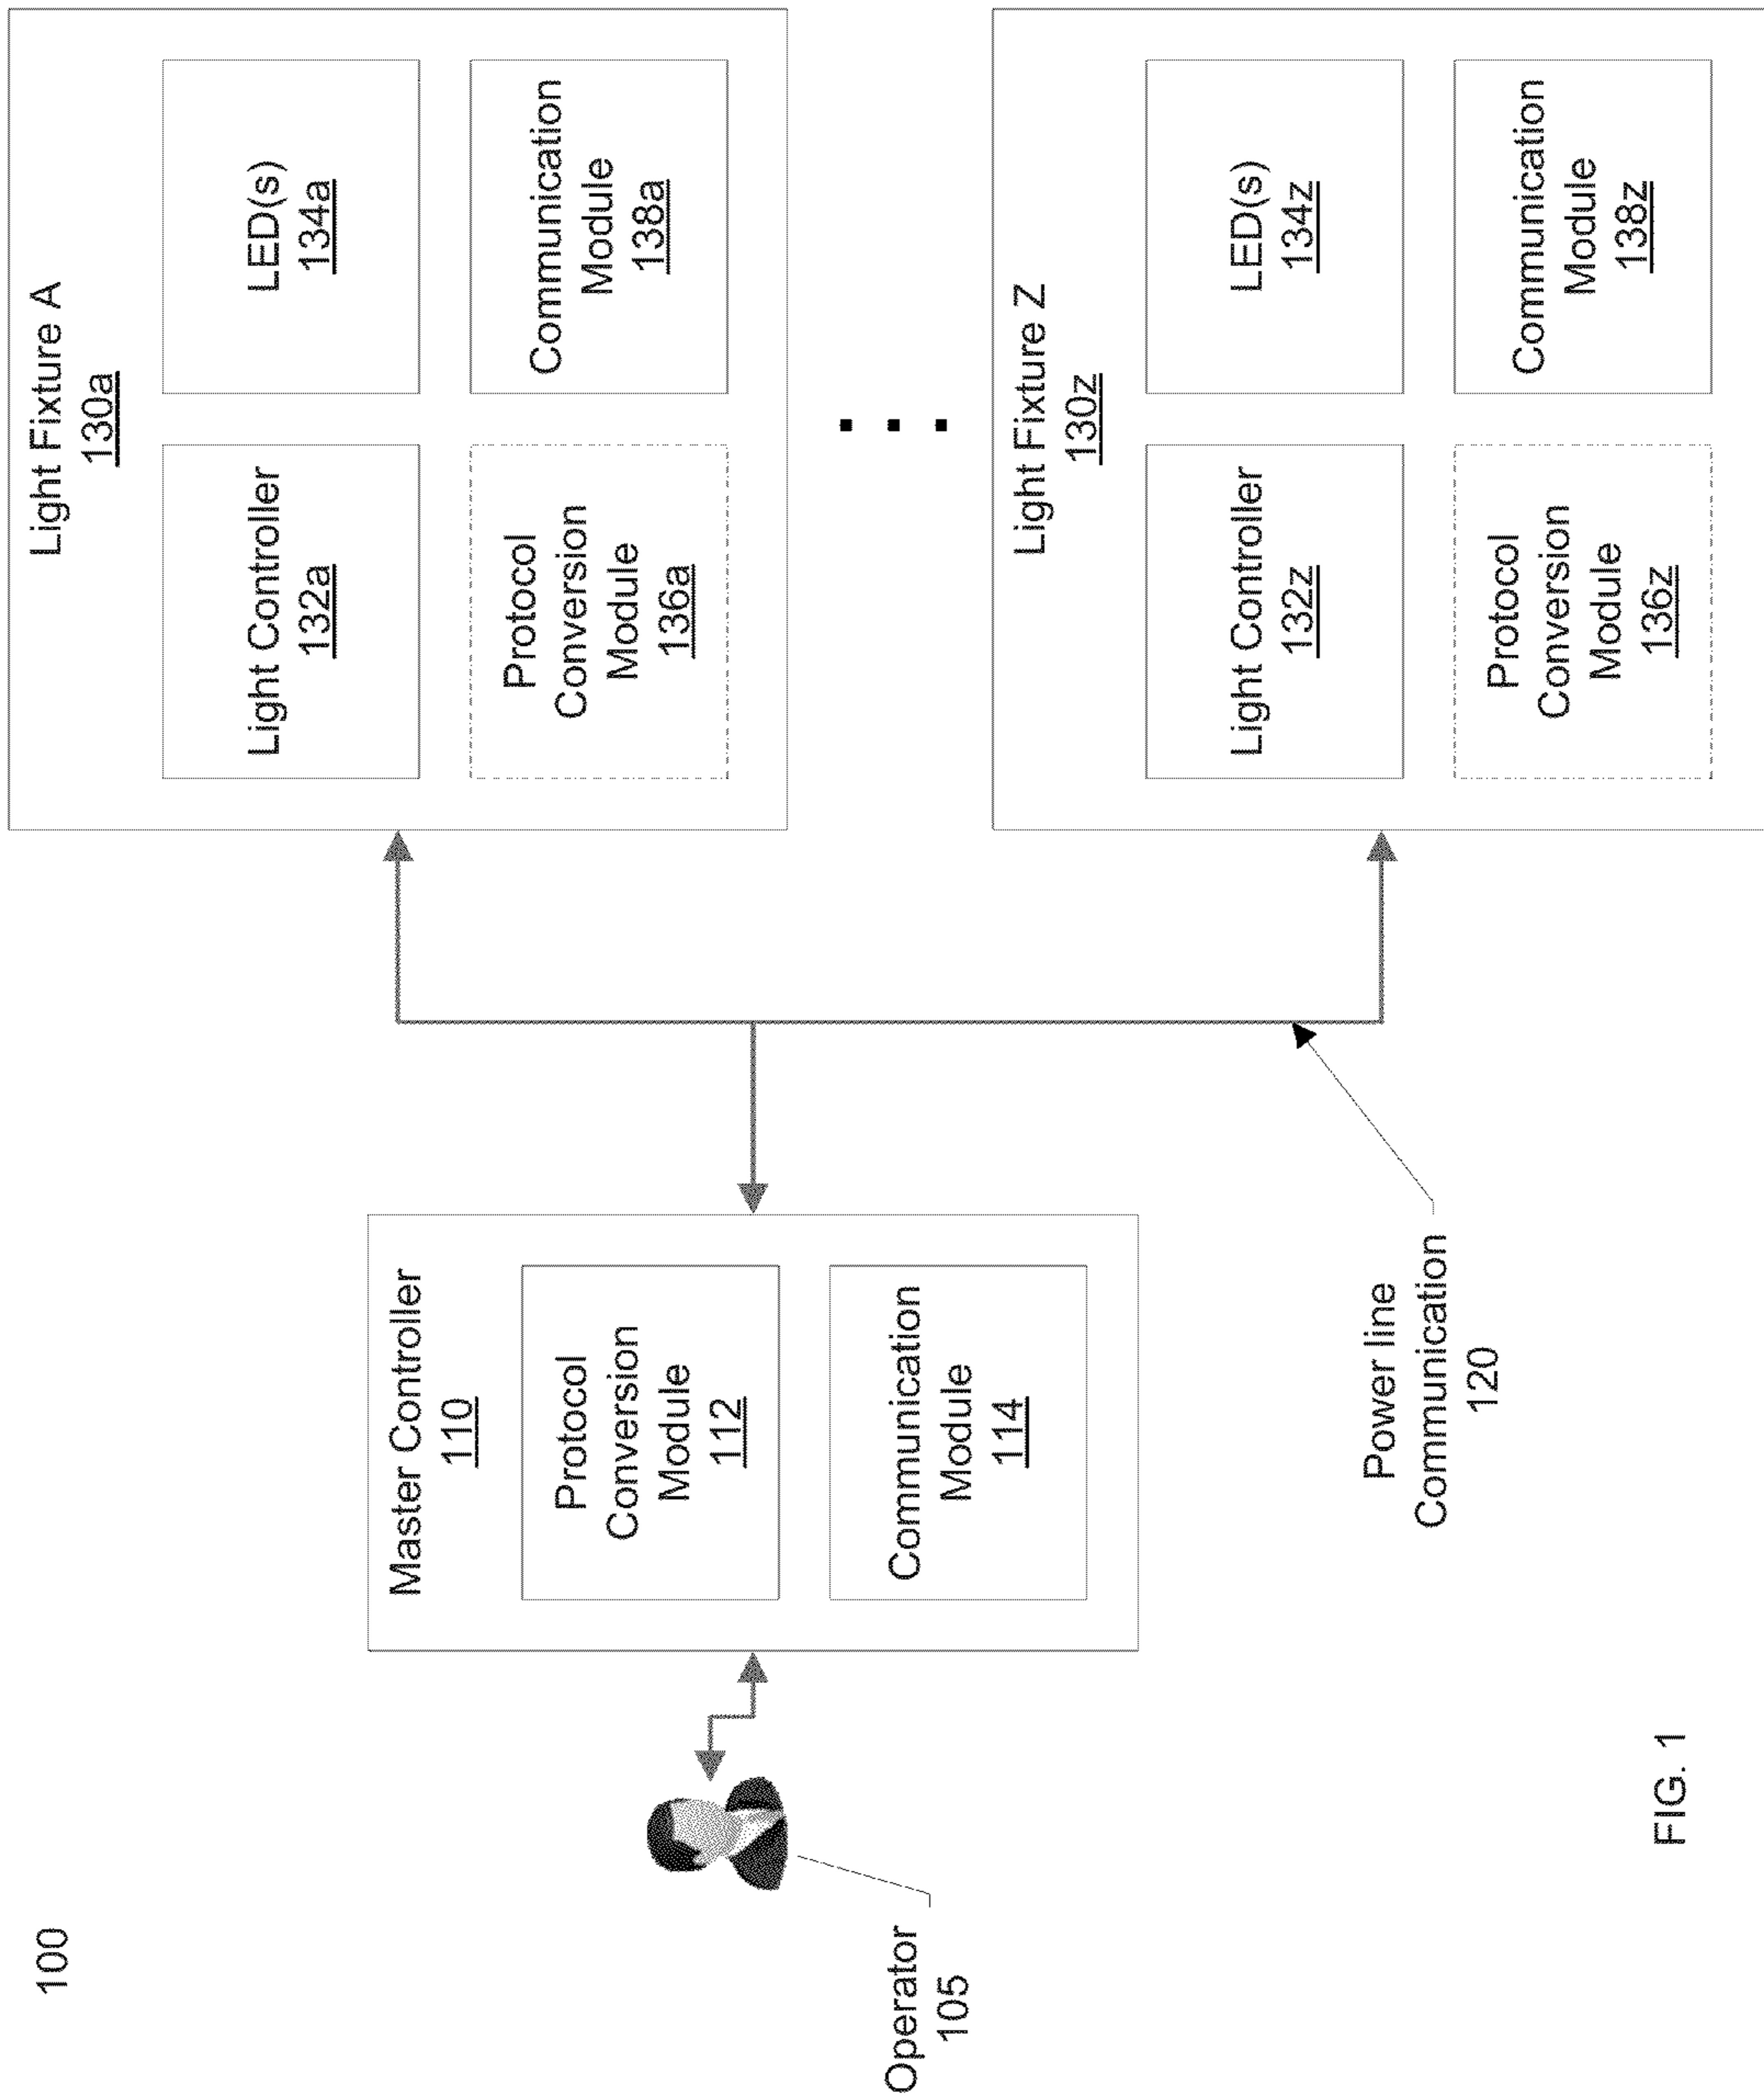 100
Operator
105
Master Controller
110
Protocol
Conversion
Module
112
Communication
Module
114
Power line
Communication
120
Light Fixture A
130a
Light Controller
132a
LED(s)
134a
Protocol
Conversion
Module
136a
Communication
Module
138a
Light Fixture Z
130z
Light Controller
132z
LED(s)
134z
Protocol
Conversion
Module
136z
Communication
Module
138z
FIG. 1